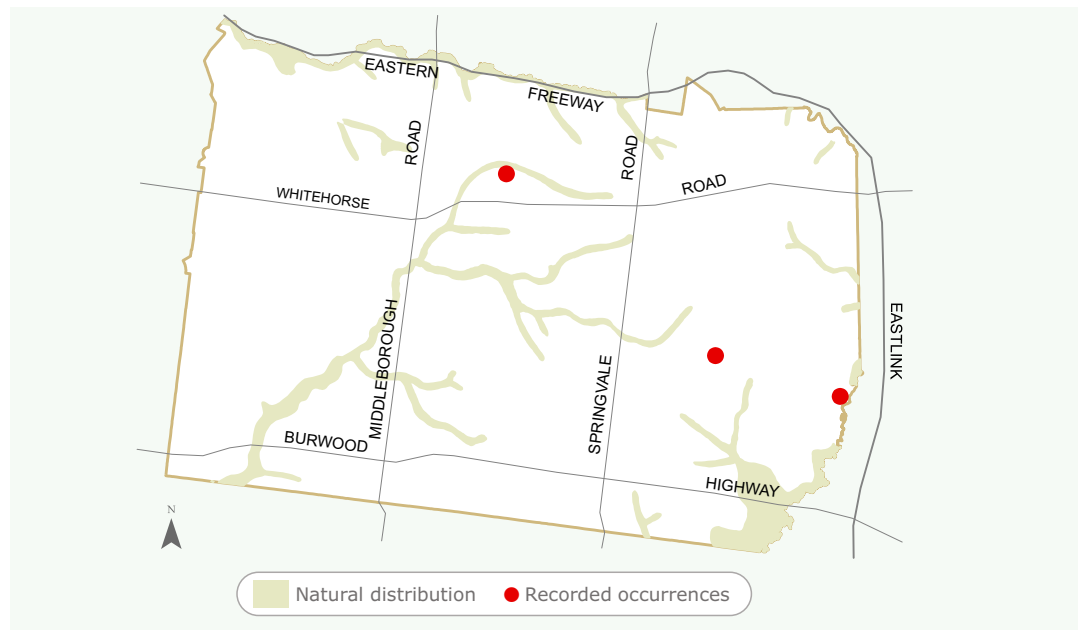 EASTERN
FREEWAY
ROAD
ROAD
WHITEHORSE
ROAD
MIDDLEBOROUGH
SPRINGVALE
EASTLINK
BURWOOD
HIGHWAY
N
Natural distribution
Recorded occurrences